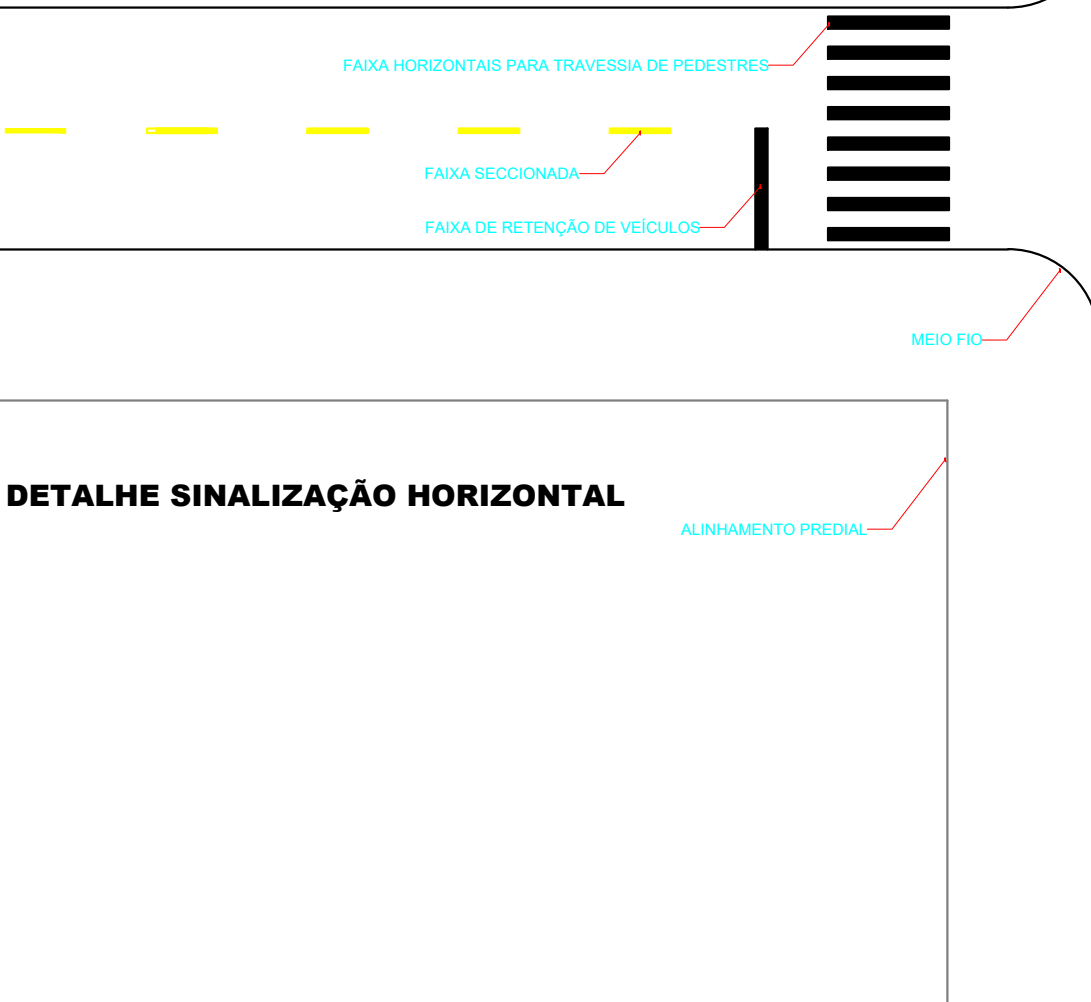 FAIXA HORIZONTAIS PARA TRAVESSIA DE PEDESTRES
FAIXA SECCIONADA
FAIXA DE RETENÇÃO DE VEÍCULOS
MEIO FIO
DETALHE SINALIZAÇÃO HORIZONTAL
ALINHAMENTO PREDIAL